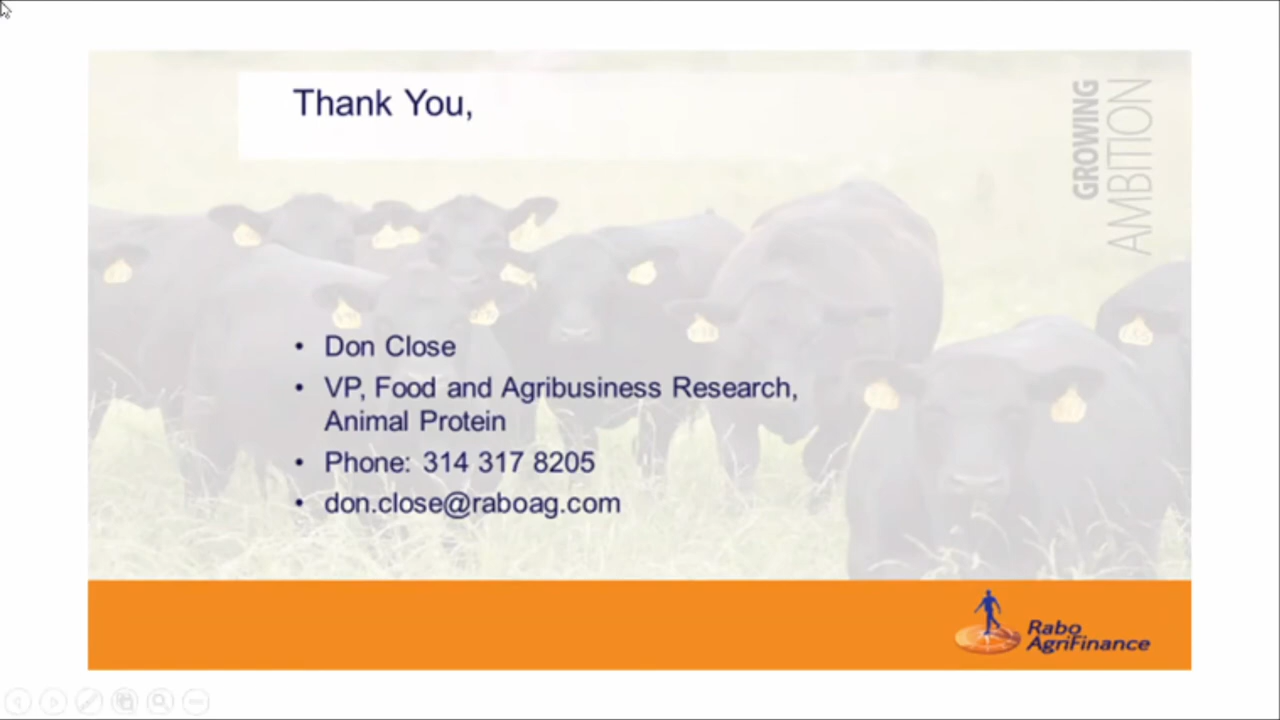 Thank You,
GROWING
AMBITION
• Don Close
• VP, Food and Agribusiness Research,
Animal Protein
• Phone: 314 317 8205
• don.close@raboag.com
Rabo
AgriFinance